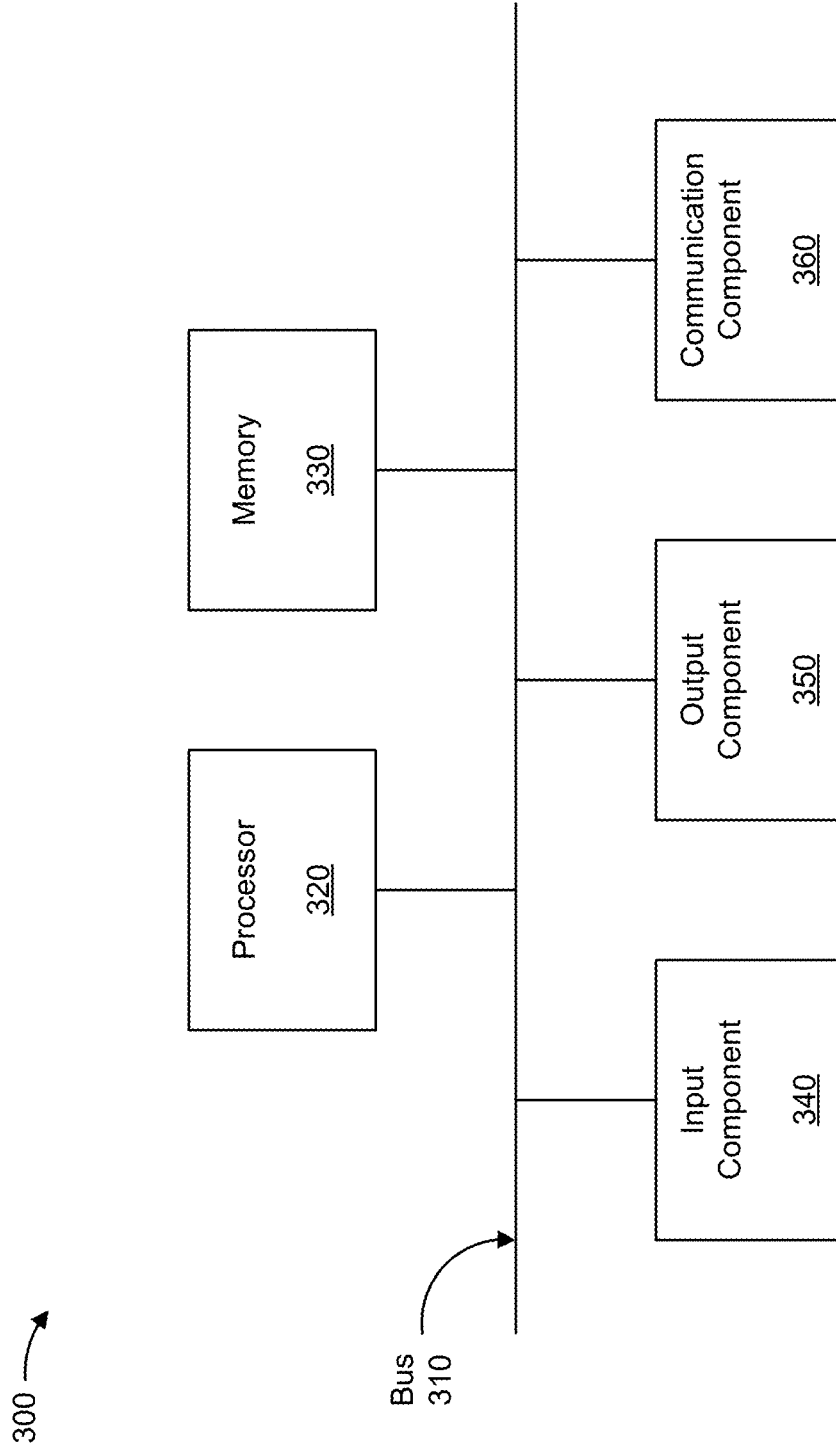 300
Bus
310
Processor
320
Memory
330
Input
Component
340
Output
Component
350
Communication
Component
360